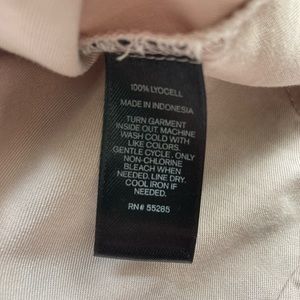 100% LYOCELL
MADE IN INDONESIA
TURN GARMENT
INSIDE OUT. MACHINE
WASH COLD WITH
LIKE COLORS.
GENTLE CYCLE. ONLY
NON-CHLORINE
BLEACH WHEN
NEEDED. LINE DRY.
COOL IRON IF
NEEDED.
RN# 55285